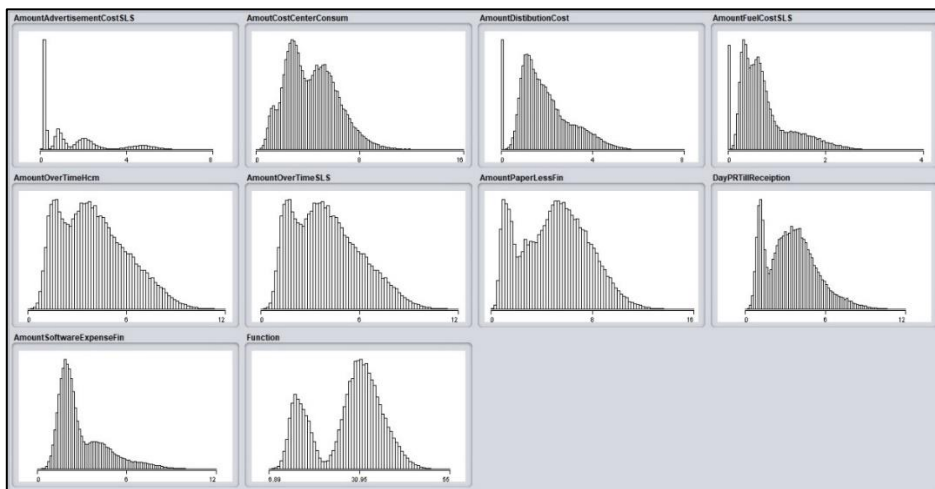 AmountAdvertisementCostSLS
AmoutCostCenterConsum
AmountDistibutionCost
AmountFuelCostSLS
0 4 8
0 8 16
0 4 8
0 2 4
AmountOverTimeHcm
AmountOverTimeSLS
AmountPaperLessFin
DayPRTillReceiption
0 6 12
0 6 12
0 8 16
0 6 12
AmountSoftwareExpenseFin
Function
0 6 12
6.89 30.95 55